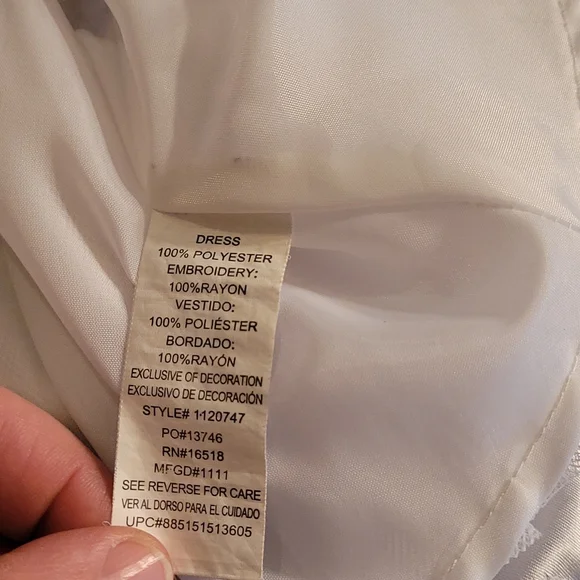 DRESS
100% POLYESTER
EMBROIDERY:
100%RAYON
VESTIDO:
100% POLIÉSTER
BORDADO:
100%RAYÓN
EXCLUSIVE OF DECORATION
EXCLUSIVO DE DECORACIÓN
STYLE# 1120747
PO#13746
RN#16518
MFGD#1111
SEE REVERSE FOR CARE
VER AL DORSO PARA EL CUIDADO
UPC#885151513605